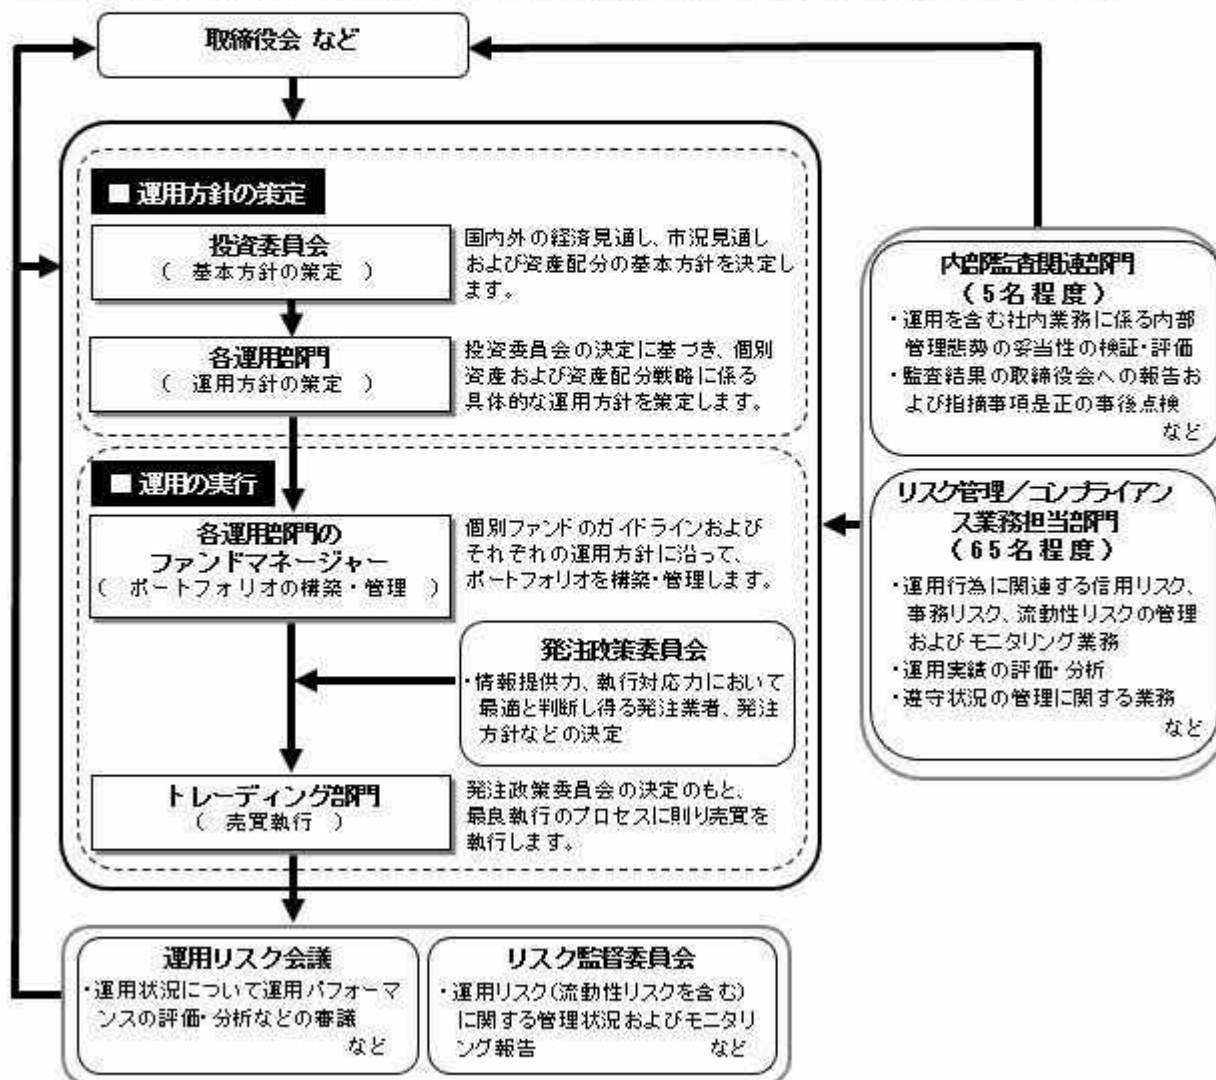 取締役会 など
■ 運用方針の策定
投資委員会
( 基本方針の策定 )
国内外の経済見通し、市況見通し
および資産配分の基本方針を決定し
ます。
各運用部門
( 運用方針の策定 )
投資委員会の決定に基づき、個別
資産および資産配分戦略に係る
具体的な運用方針を策定します。
■ 運用の実行
各運用部門の
ファンドマネージャー
( ポートフォリオの構築・管理 )
個別ファンドのガイドラインおよび
それぞれの運用方針に沿って、
ポートフォリオを構築・管理します。
発注政策委員会
・情報提供力、執行対応力において
最適と判断し得る発注業者、発注
方針などの決定
トレーディング部門
( 売買執行 )
発注政策委員会の決定のもと、
最良執行のプロセスに則り売買を
執行します。
運用リスク会議
・運用状況について運用パフォーマ
ンスの評価・分析などの審議
など
リスク監督委員会
・運用リスク(流動性リスクを含む)
に関する管理状況およびモニタリ
ング報告 など
内部監査関連部門
(5名程度)
・運用を含む社内業務に係る内部
管理態勢の妥当性の検証・評価
・監査結果の取締役会への報告お
よび指摘事項是正の事後点検
など
リスク管理/コンプライアン
ス業務担当部門
(65名程度)
・運用行為に関連する信用リスク、
事務リスク、流動性リスクの管理
およびモニタリング業務
・運用実績の評価・分析
・遵守状況の管理に関する業務
など